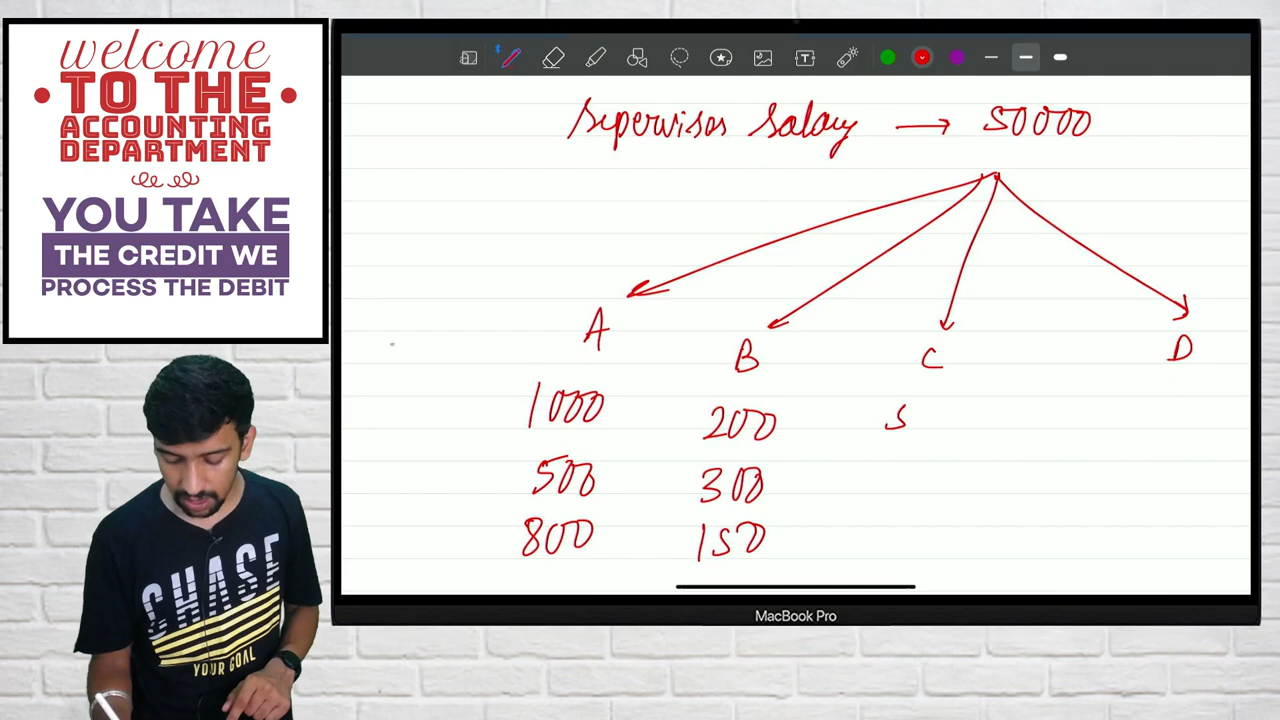 welcome
TO THE
ACCOUNTING
DEPARTMENT
YOU TAKE
THE CREDIT WE
PROCESS THE DEBIT
Supervisor Salary → 50000
A
B
C
D
1000
200
S
500
300
800
150
MacBook Pro
CHASE
YOUR GOAL